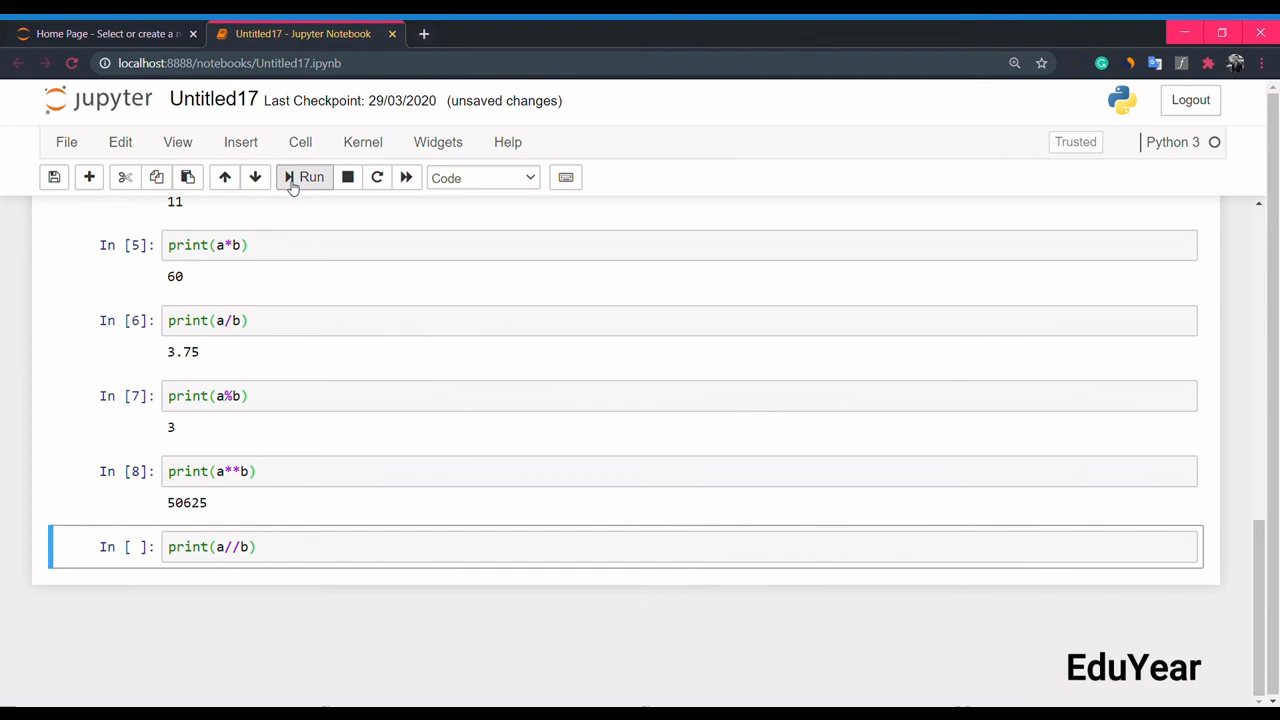 Home Page - Select or create a n
Untitled17 - Jupyter Notebook
localhost:8888/notebooks/Untitled17.ipynb
jupyter Untitled17 Last Checkpoint: 29/03/2020 (unsaved changes)
Logout
File Edit View Insert Cell Kernel Widgets Help
Trusted
Python 3
Run
Code
11
In [5]: print(a*b)
60
In [6]: print(a/b)
3.75
In [7]: print(a%b)
3
In [8]: print(a**b)
50625
In [ ]: print(a//b)
EduYear